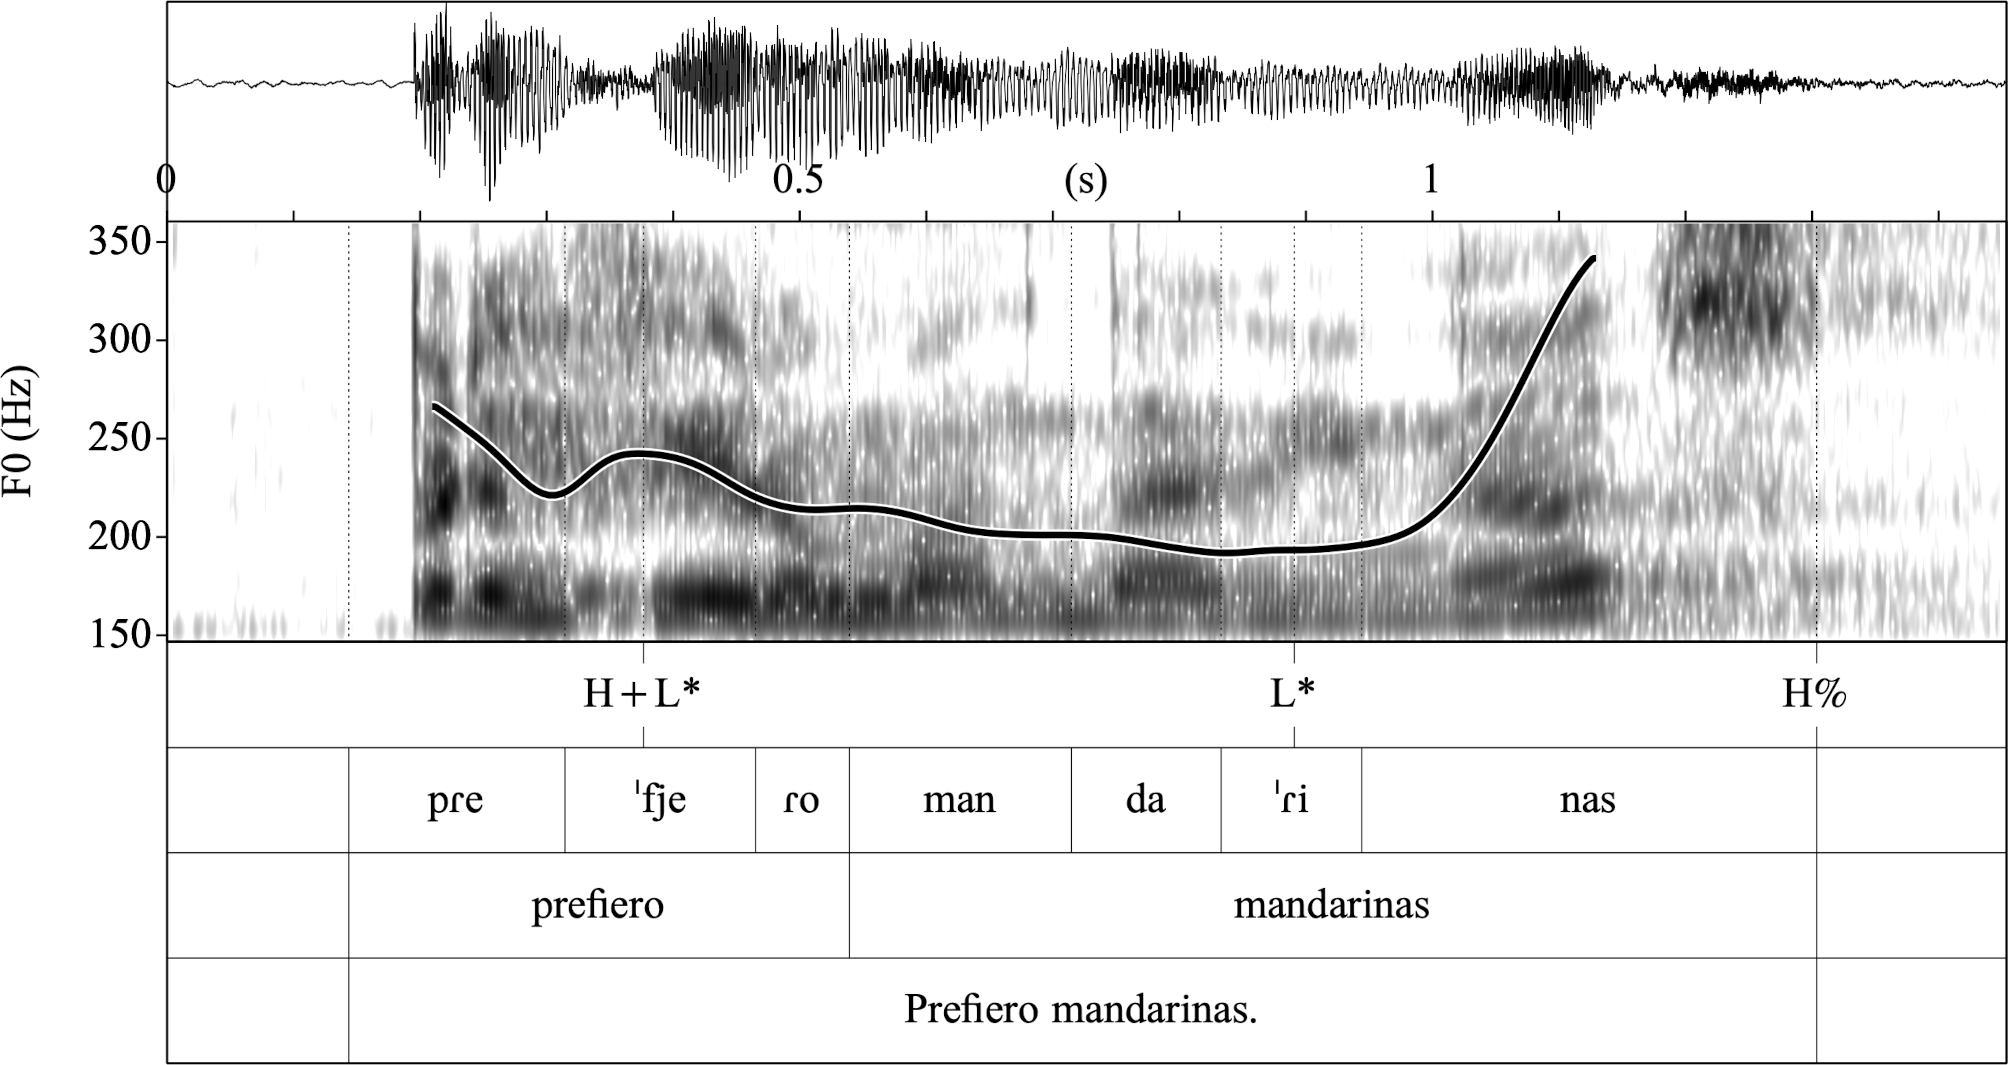 0 0.5 (s) 1
350
300
250
200
150
F0 (Hz)
H+L* L* H%
pɾe ˈfje ɾo man da ˈɾi nas
prefiero mandarinas
Prefiero mandarinas.